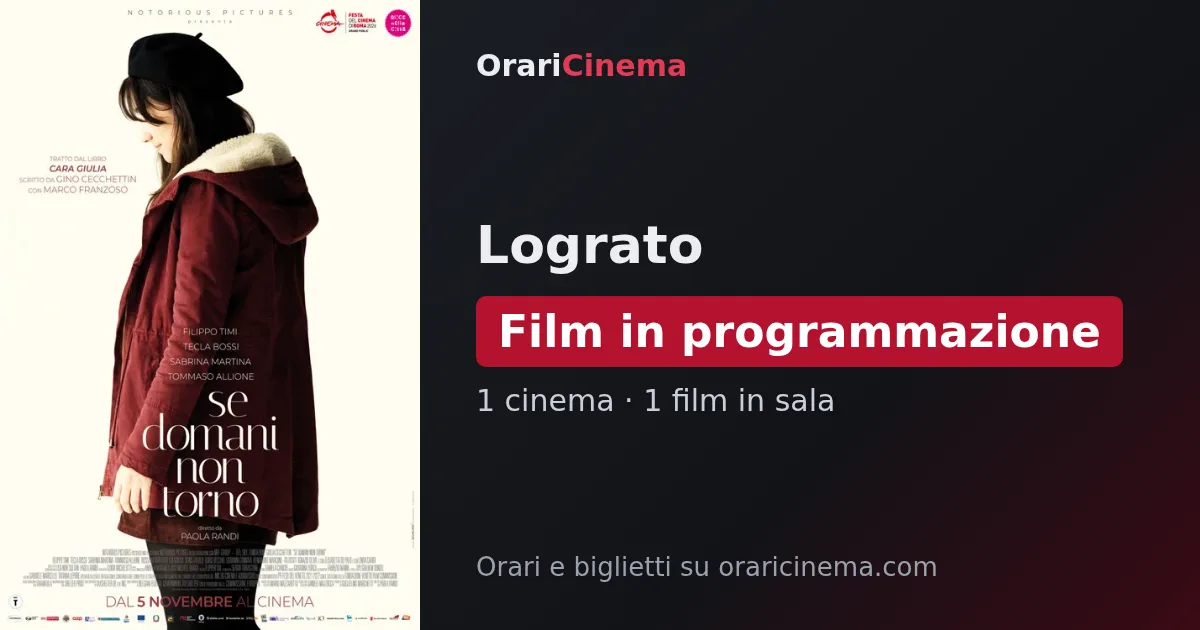 NOTORIOUS PICTURES
presenta
FESTA
DEL CINEMA
DI ROMA 2026
TRATTO DAL LIBRO
CARA GIULIA
SCRITTO DA GINO CECCHETTIN
CON MARCO FRANZOSO
FILIPPO TIMI
TECLA BOSSI
SABRINA MARTINA
TOMMASO ALLIONE
se
domani
non
torno
diretto da
PAOLA RANDI
DAL 5 NOVEMBRE AL CINEMA
OrariCinema
Lograto
Film in programmazione
1 cinema · 1 film in sala
Orari e biglietti su oraricinema.com